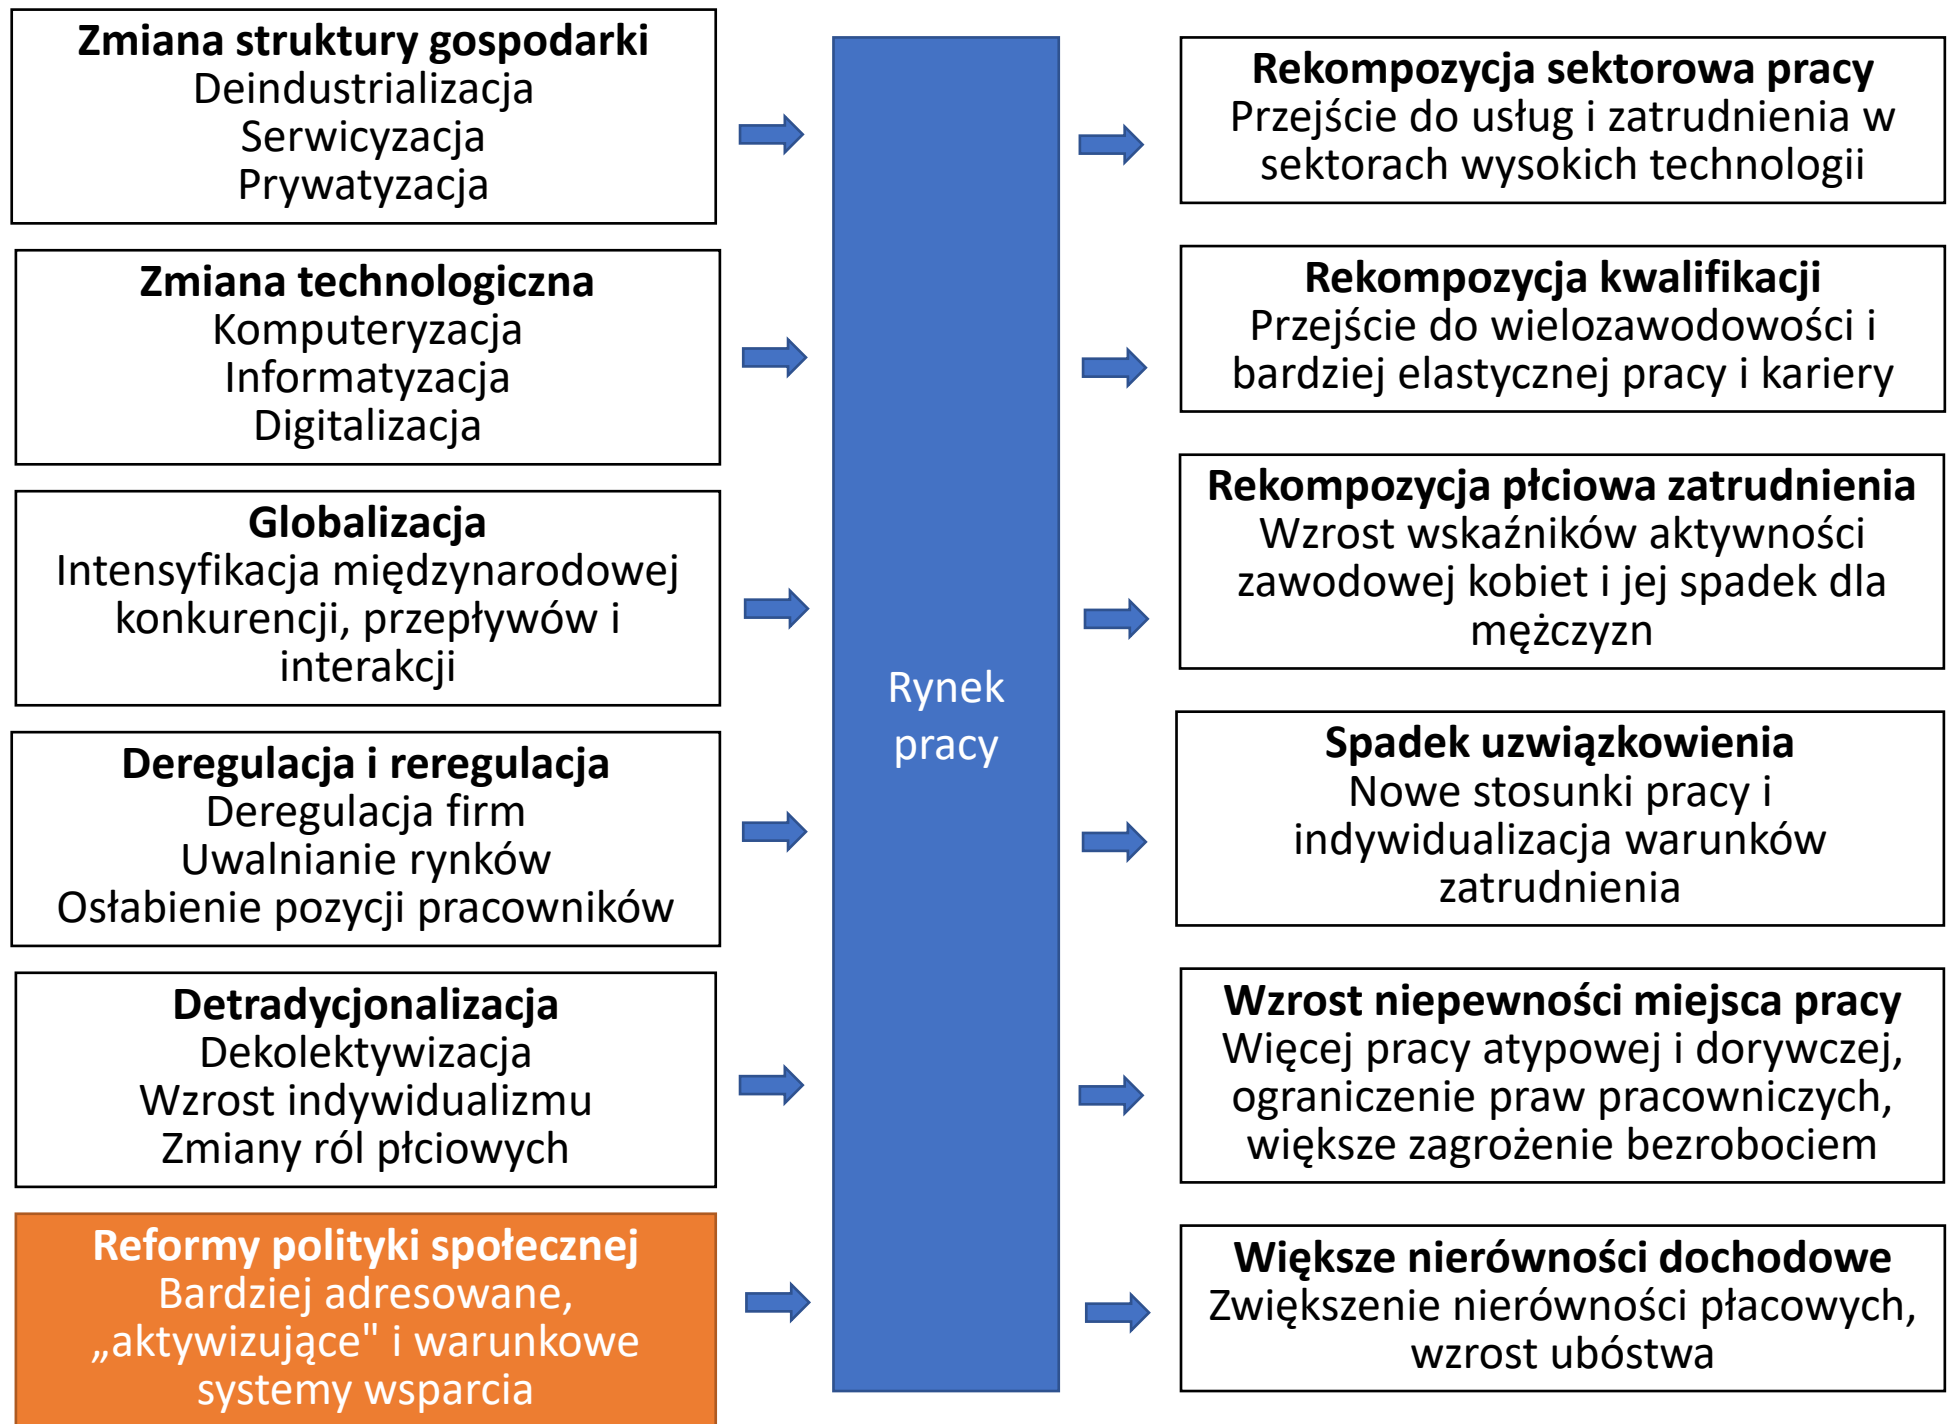 Zmiana struktury gospodarki
Deindustrializacja
Serwicyzacja
Prywatyzacja
Zmiana technologiczna
Komputeryzacja
Informatyzacja
Digitalizacja
Globalizacja
Intensyfikacja międzynarodowej
konkurencji, przepływów i
interakcji
Deregulacja i reregulacja
Deregulacja firm
Uwalnianie rynków
Osłabienie pozycji pracowników
Detradycjonalizacja
Dekolektywizacja
Wzrost indywidualizmu
Zmiany ról płciowych
Reformy polityki społecznej
Bardziej adresowane,
„aktywizujące" i warunkowe
systemy wsparcia
Rynek
pracy
Rekompozycja sektorowa pracy
Przejście do usług i zatrudnienia w
sektorach wysokich technologii
Rekompozycja kwalifikacji
Przejście do wielozawodowości i
bardziej elastycznej pracy i kariery
Rekompozycja płciowa zatrudnienia
Wzrost wskaźników aktywności
zawodowej kobiet i jej spadek dla
mężczyzn
Spadek uzwiązkowienia
Nowe stosunki pracy i
indywidualizacja warunków
zatrudnienia
Wzrost niepewności miejsca pracy
Więcej pracy atypowej i dorywczej,
ograniczenie praw pracowniczych,
większe zagrożenie bezrobociem
Większe nierówności dochodowe
Zwiększenie nierówności płacowych,
wzrost ubóstwa